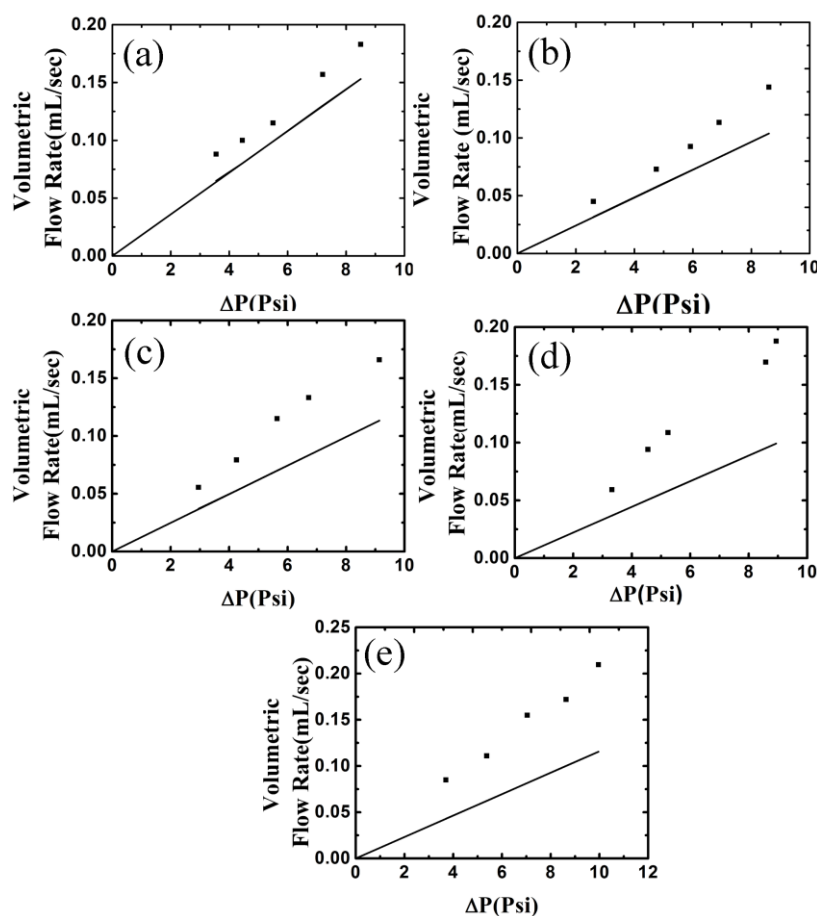 (a)
0.20
0.15
0.10
0.05
0.00
0 2 4 6 8 10
Volumetric
Flow Rate(mL/sec)
ΔP(Psi)
(b)
0.20
0.15
0.10
0.05
0.00
0 2 4 6 8 10
Volumetric
Flow Rate (mL/sec)
ΔP(Psi)
(c)
0.20
0.15
0.10
0.05
0.00
0 2 4 6 8 10
Volumetric
Flow Rate(mL/sec)
ΔP(Psi)
(d)
0.20
0.15
0.10
0.05
0.00
0 2 4 6 8 10
Volumetric
Flow Rate(mL/sec)
ΔP(Psi)
(e)
0.25
0.20
0.15
0.10
0.05
0.00
0 2 4 6 8 10 12
Volumetric
Flow Rate(mL/sec)
ΔP(Psi)